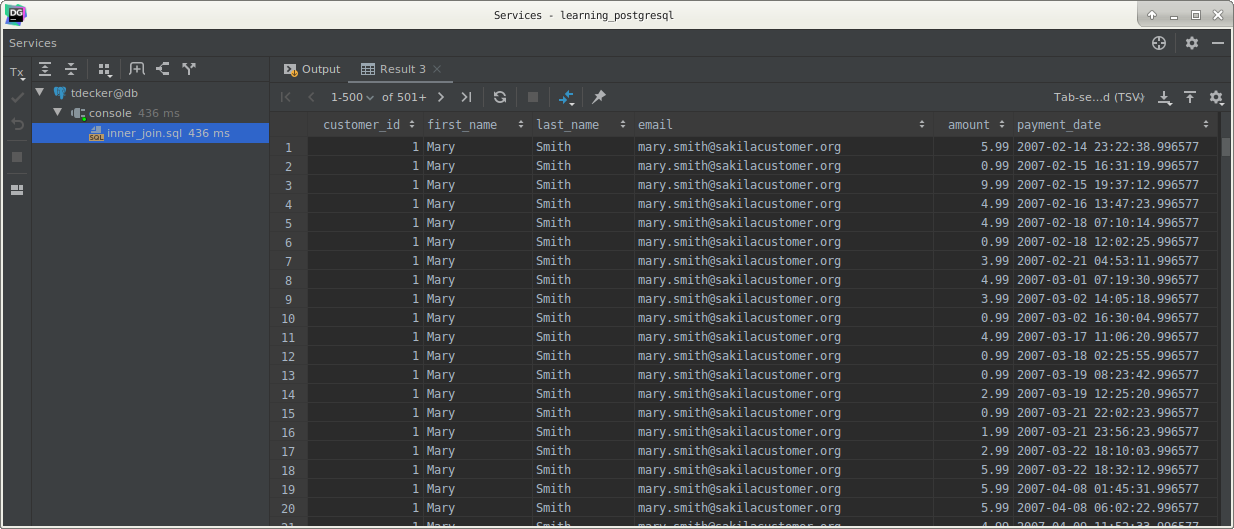 DG
Services - learning_postgresql
Services
Tx
tdecker@db
console 436 ms
SQL inner_join.sql 436 ms
Output Result 3
1-500 of 501+ Tab-se...d (TSV)
customer_id first_name last_name email amount payment_date
1 1 Mary Smith mary.smith@sakilacustomer.org 5.99 2007-02-14 23:22:38.996577
2 1 Mary Smith mary.smith@sakilacustomer.org 0.99 2007-02-15 16:31:19.996577
3 1 Mary Smith mary.smith@sakilacustomer.org 9.99 2007-02-15 19:37:12.996577
4 1 Mary Smith mary.smith@sakilacustomer.org 4.99 2007-02-16 13:47:23.996577
5 1 Mary Smith mary.smith@sakilacustomer.org 4.99 2007-02-18 07:10:14.996577
6 1 Mary Smith mary.smith@sakilacustomer.org 0.99 2007-02-18 12:02:25.996577
7 1 Mary Smith mary.smith@sakilacustomer.org 3.99 2007-02-21 04:53:11.996577
8 1 Mary Smith mary.smith@sakilacustomer.org 4.99 2007-03-01 07:19:30.996577
9 1 Mary Smith mary.smith@sakilacustomer.org 3.99 2007-03-02 14:05:18.996577
10 1 Mary Smith mary.smith@sakilacustomer.org 0.99 2007-03-02 16:30:04.996577
11 1 Mary Smith mary.smith@sakilacustomer.org 4.99 2007-03-17 11:06:20.996577
12 1 Mary Smith mary.smith@sakilacustomer.org 0.99 2007-03-18 02:25:55.996577
13 1 Mary Smith mary.smith@sakilacustomer.org 0.99 2007-03-19 08:23:42.996577
14 1 Mary Smith mary.smith@sakilacustomer.org 2.99 2007-03-19 12:25:20.996577
15 1 Mary Smith mary.smith@sakilacustomer.org 0.99 2007-03-21 22:02:23.996577
16 1 Mary Smith mary.smith@sakilacustomer.org 1.99 2007-03-21 23:56:23.996577
17 1 Mary Smith mary.smith@sakilacustomer.org 2.99 2007-03-22 18:10:03.996577
18 1 Mary Smith mary.smith@sakilacustomer.org 5.99 2007-03-22 18:32:12.996577
19 1 Mary Smith mary.smith@sakilacustomer.org 5.99 2007-04-08 01:45:31.996577
20 1 Mary Smith mary.smith@sakilacustomer.org 5.99 2007-04-08 06:02:22.996577